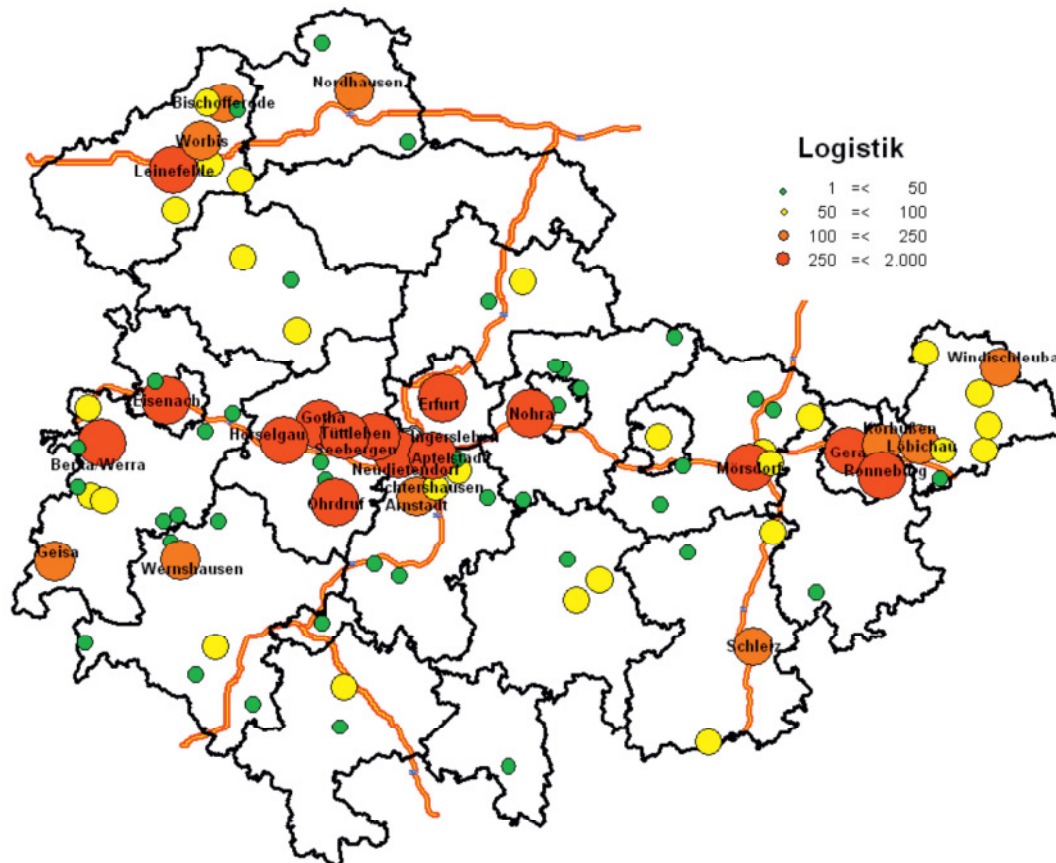 Nordhausen
Bischofferode
Worbis
Leinefelde
Logistik
1 =< 50
50 =< 100
100 =< 250
250 =< 2.000
Windischleuba
Eisenach
Erfurt
Nohra
Gotha
Hörselgau
Tüttleben
Seebergen
Ingersleben
Apfelstädt
Neudietendorf
Berka/Werra
Mörsdorf
Gera
Korbußen
Löbichau
Ronneburg
Ichtershausen
Arnstadt
Ohrdruf
Geisa
Wernshausen
Schleiz